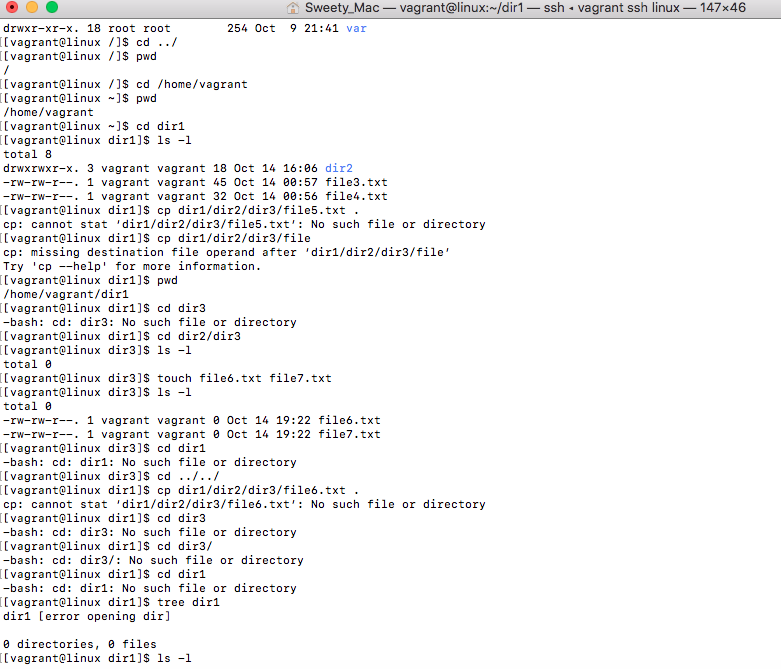 Sweety_Mac — vagrant@linux:~/dir1 — ssh ◂ vagrant ssh linux — 147×46
drwxr-xr-x. 18 root root        254 Oct  9 21:41 var
[[vagrant@linux /]$ cd ../
[[vagrant@linux /]$ pwd
/
[[vagrant@linux /]$ cd /home/vagrant
[[vagrant@linux ~]$ pwd
/home/vagrant
[[vagrant@linux ~]$ cd dir1
[[vagrant@linux dir1]$ ls -l
total 8
drwxrwxr-x. 3 vagrant vagrant 18 Oct 14 16:06 dir2
-rw-rw-r--. 1 vagrant vagrant 45 Oct 14 00:57 file3.txt
-rw-rw-r--. 1 vagrant vagrant 32 Oct 14 00:56 file4.txt
[[vagrant@linux dir1]$ cp dir1/dir2/dir3/file5.txt .
cp: cannot stat ‘dir1/dir2/dir3/file5.txt’: No such file or directory
[[vagrant@linux dir1]$ cp dir1/dir2/dir3/file
cp: missing destination file operand after ‘dir1/dir2/dir3/file’
Try 'cp --help' for more information.
[[vagrant@linux dir1]$ pwd
/home/vagrant/dir1
[[vagrant@linux dir1]$ cd dir3
-bash: cd: dir3: No such file or directory
[[vagrant@linux dir1]$ cd dir2/dir3
[[vagrant@linux dir3]$ ls -l
total 0
[[vagrant@linux dir3]$ touch file6.txt file7.txt
[[vagrant@linux dir3]$ ls -l
total 0
-rw-rw-r--. 1 vagrant vagrant 0 Oct 14 19:22 file6.txt
-rw-rw-r--. 1 vagrant vagrant 0 Oct 14 19:22 file7.txt
[[vagrant@linux dir3]$ cd dir1
-bash: cd: dir1: No such file or directory
[[vagrant@linux dir3]$ cd ../../
[[vagrant@linux dir1]$ cp dir1/dir2/dir3/file6.txt .
cp: cannot stat ‘dir1/dir2/dir3/file6.txt’: No such file or directory
[[vagrant@linux dir1]$ cd dir3
-bash: cd: dir3: No such file or directory
[[vagrant@linux dir1]$ cd dir3/
-bash: cd: dir3/: No such file or directory
[[vagrant@linux dir1]$ cd dir1
-bash: cd: dir1: No such file or directory
[[vagrant@linux dir1]$ tree dir1
dir1 [error opening dir]
0 directories, 0 files
[[vagrant@linux dir1]$ ls -l